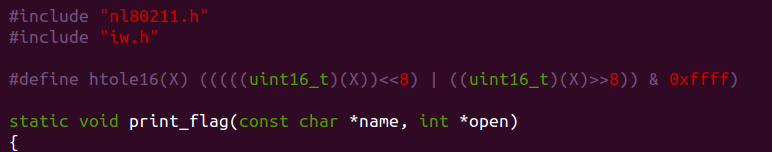 #include "nl80211.h"
#include "iw.h"
#define htole16(X) (((((uint16_t)(X))<<8) | ((uint16_t)(X)>>8)) & 0xffff)
static void print_flag(const char *name, int *open)
{